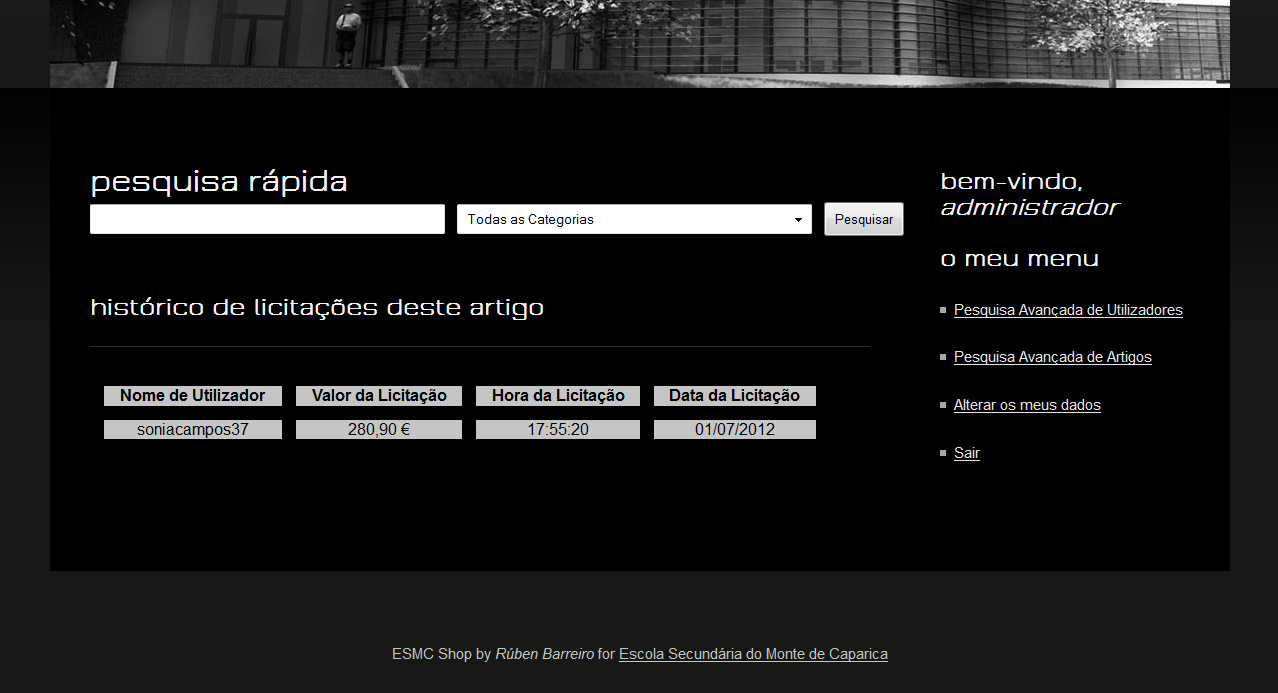 pesquisa rápida
Todas as Categorias
Pesquisar
histórico de licitações deste artigo
Nome de Utilizador Valor da Licitação Hora da Licitação Data da Licitação
soniacampos37 280,90 € 17:55:20 01/07/2012
bem-vindo,
administrador
o meu menu
Pesquisa Avançada de Utilizadores
Pesquisa Avançada de Artigos
Alterar os meus dados
Sair
ESMC Shop by Rúben Barreiro for Escola Secundária do Monte de Caparica